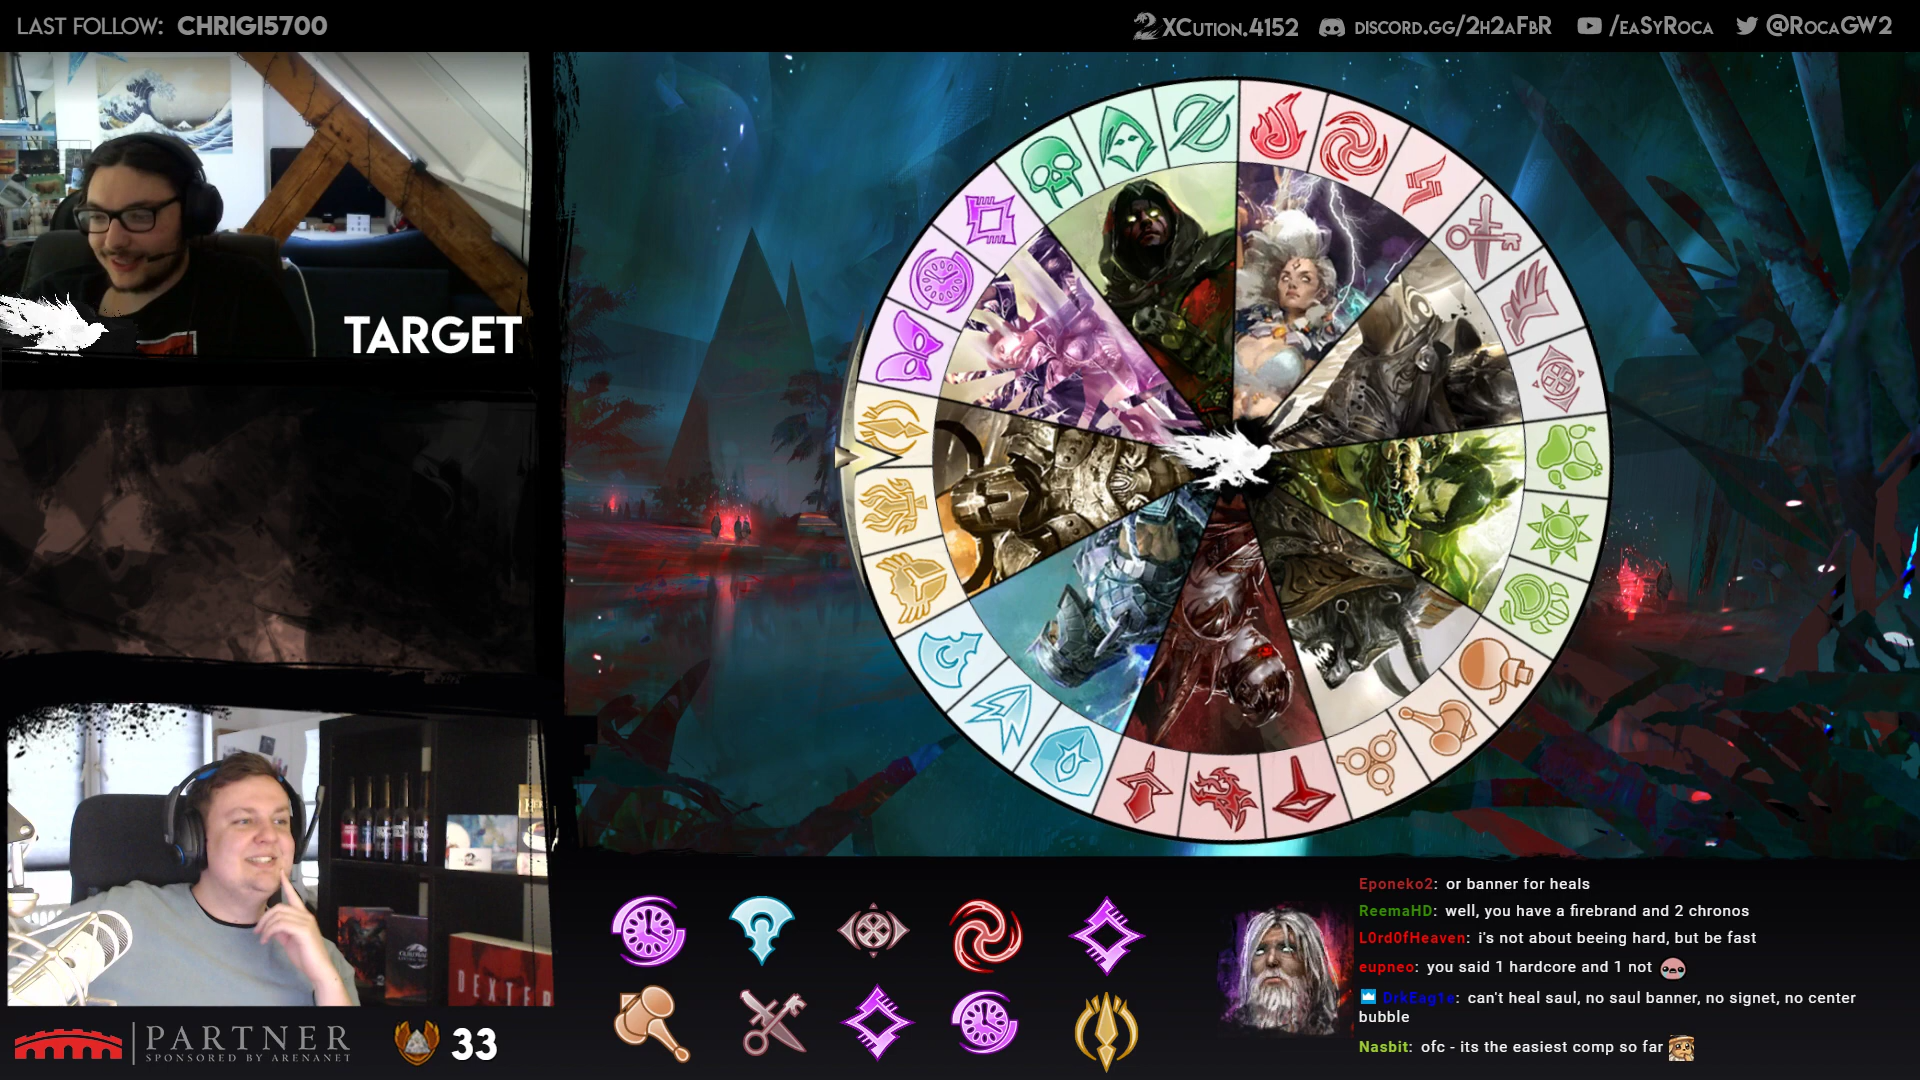 LAST FOLLOW: CHRIGI5700
XCution.4152
discord.gg/2h2aFbR
/eaSyRoca
@RocaGW2
TARGET
DEXTER
PARTNER
SPONSORED BY ARENANET
33
Eponeko2: or banner for heals
ReemaHD: well, you have a firebrand and 2 chronos
L0rd0fHeaven: i's not about beeing hard, but be fast
eupneo: you said 1 hardcore and 1 not
DrkEag1e: can't heal saul, no saul banner, no signet, no center
bubble
Nasbit: ofc - its the easiest comp so far